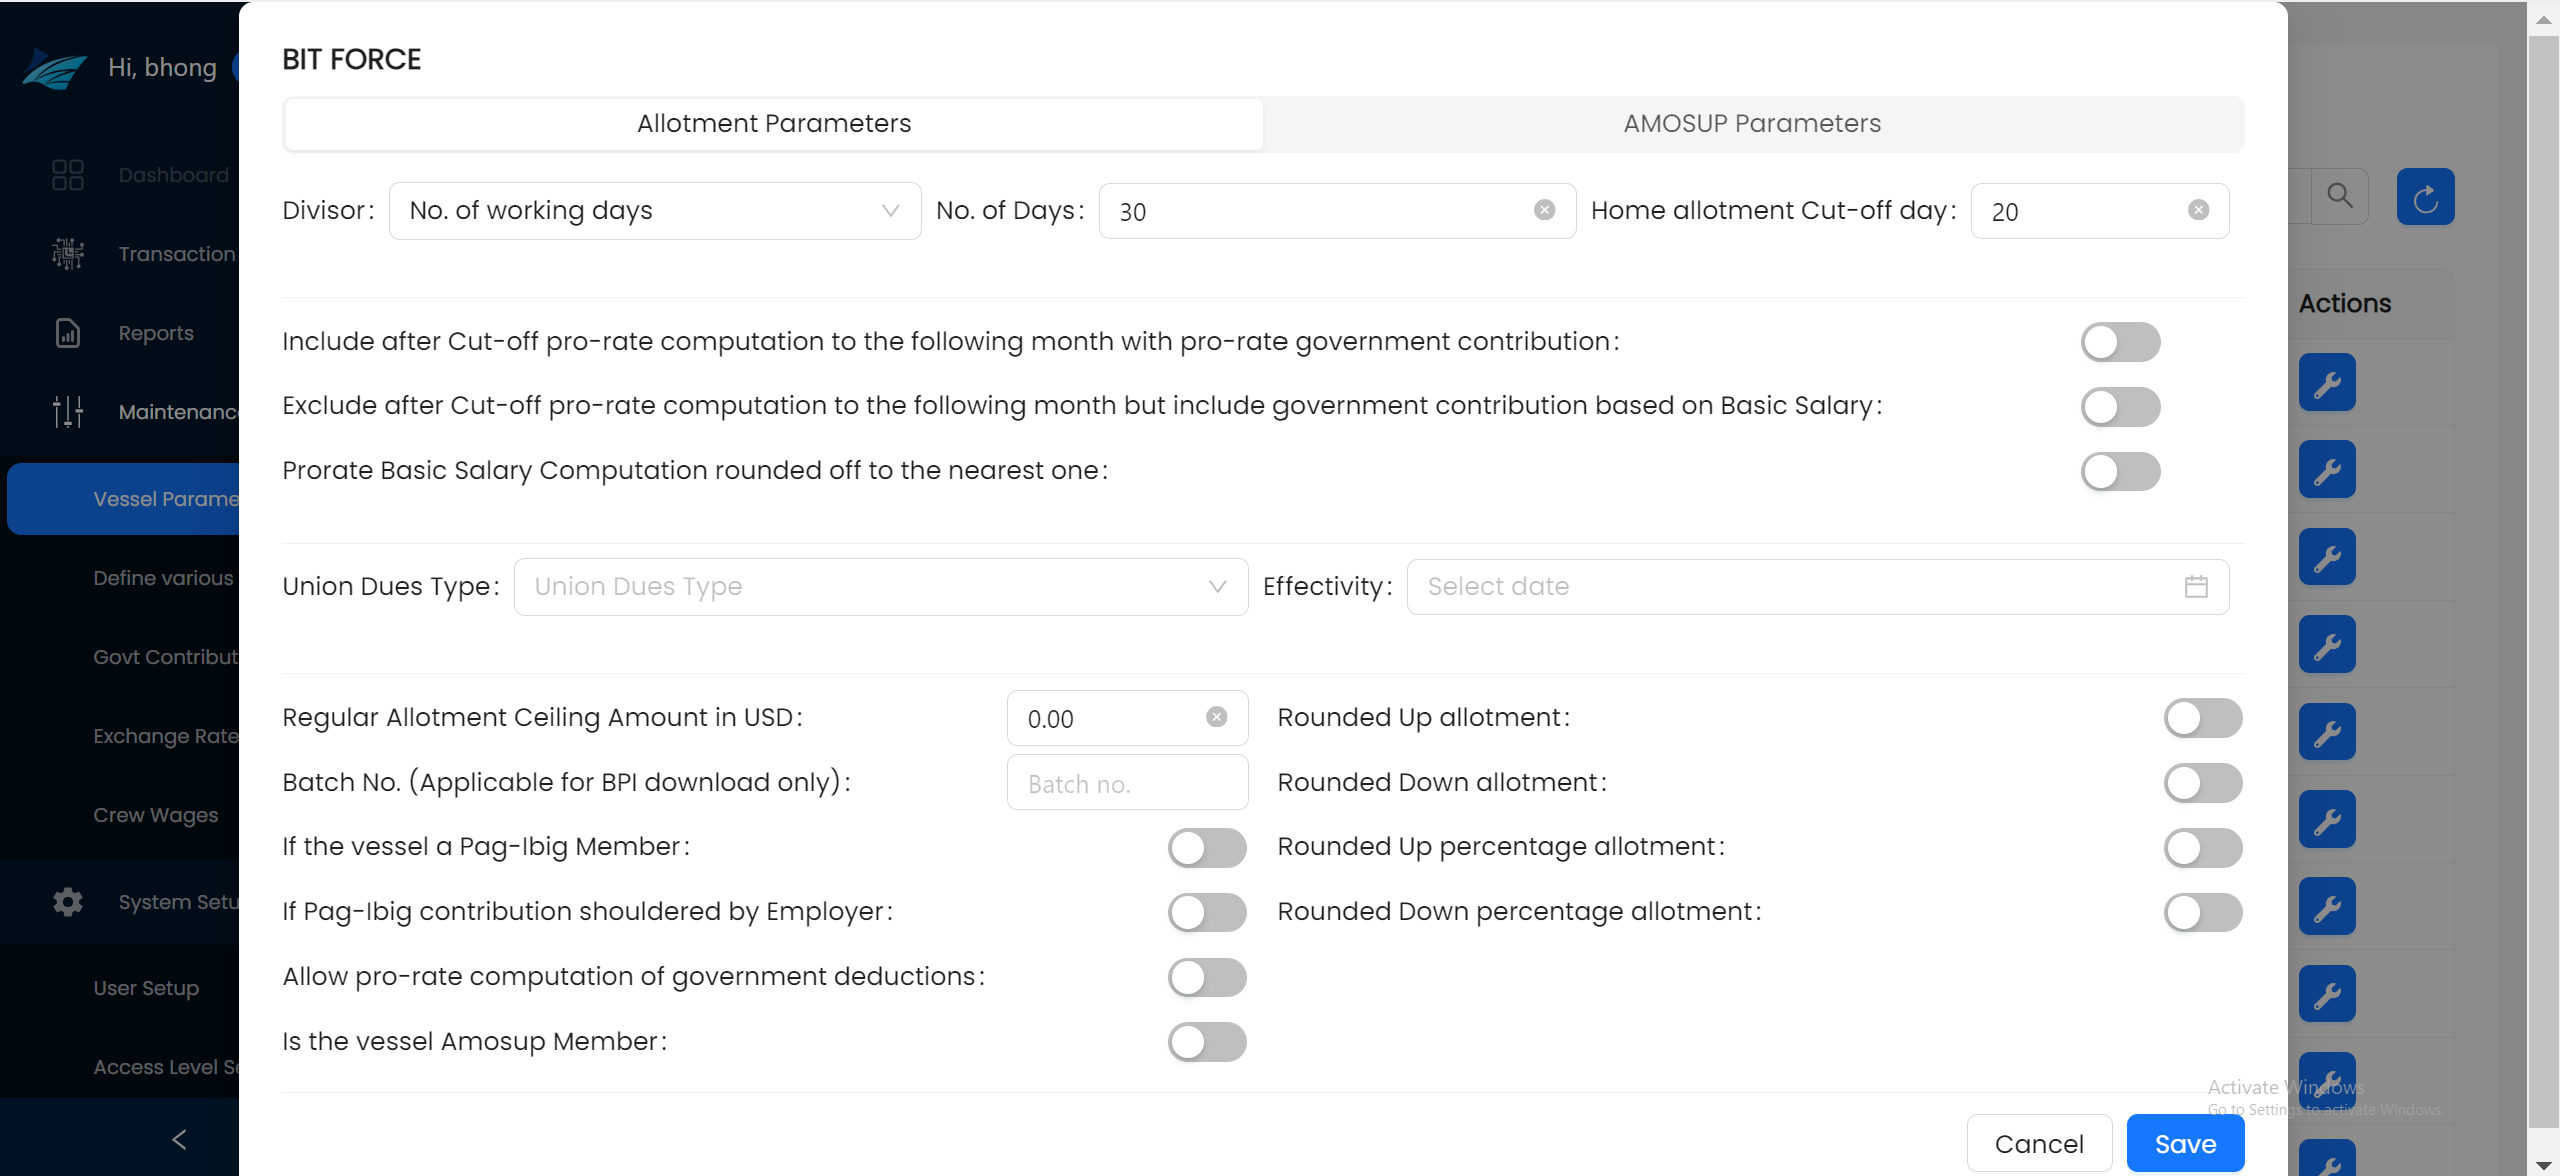 Hi, bhong
Dashboard
Transaction
Reports
Maintenanc
Vessel Parame
Define various
Govt Contribut
Exchange Rate
Crew Wages
System Setu
User Setup
Access Level Se
BIT FORCE
Allotment Parameters
AMOSUP Parameters
Divisor: No. of working days No. of Days: 30 Home allotment Cut-off day: 20
Include after Cut-off pro-rate computation to the following month with pro-rate government contribution:
Exclude after Cut-off pro-rate computation to the following month but include government contribution based on Basic Salary:
Prorate Basic Salary Computation rounded off to the nearest one:
Union Dues Type: Union Dues Type Effectivity: Select date
Regular Allotment Ceiling Amount in USD: 0.00 Rounded Up allotment:
Batch No. (Applicable for BPI download only): Batch no. Rounded Down allotment:
If the vessel a Pag-Ibig Member: Rounded Up percentage allotment:
If Pag-Ibig contribution shouldered by Employer: Rounded Down percentage allotment:
Allow pro-rate computation of government deductions:
Is the vessel Amosup Member:
Cancel Save
Actions
Activate Windows
Go to Settings to activate Windows.